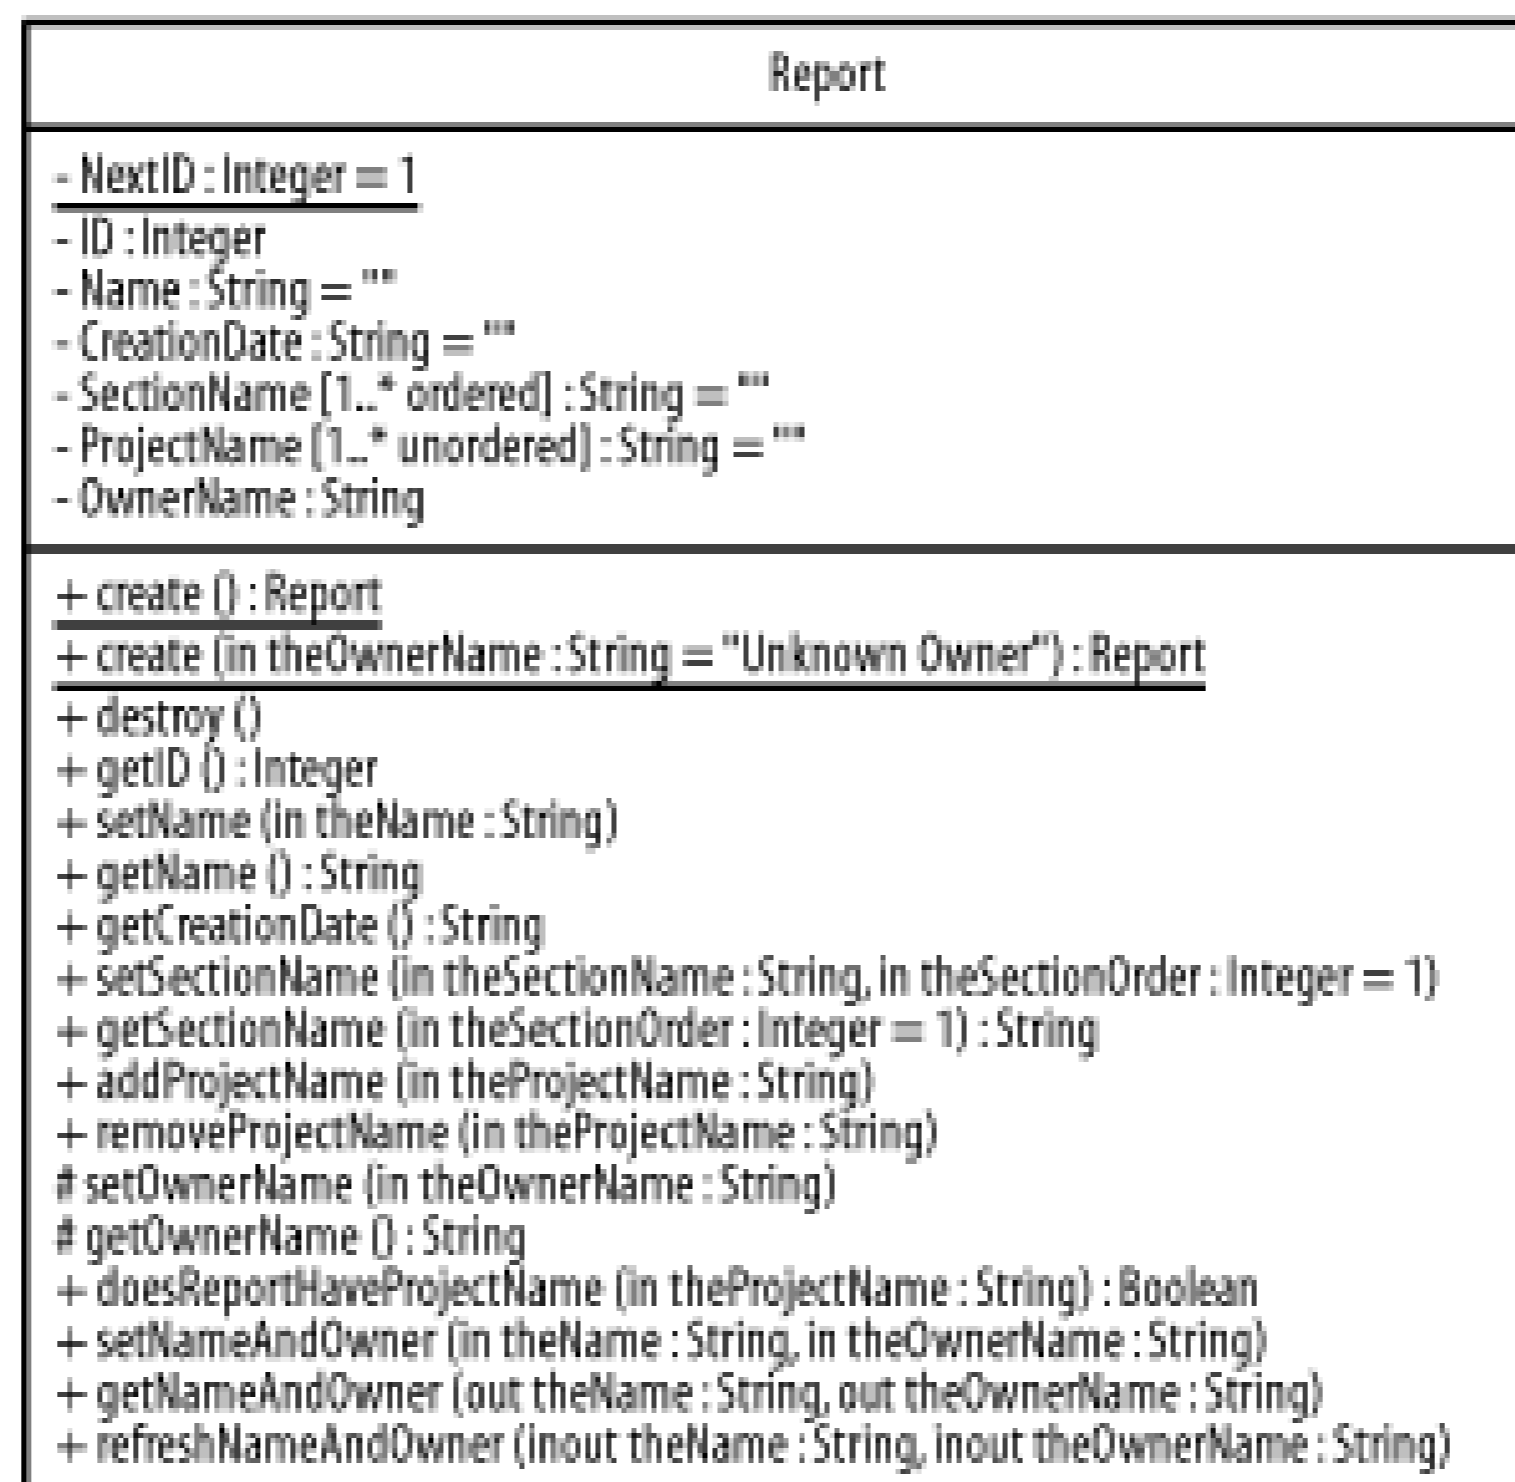 Report
- NextID : Integer = 1
- ID : Integer
- Name : String = ""
- CreationDate : String = ""
- SectionName [1..* ordered] : String = ""
- ProjectName [1..* unordered] : String = ""
- OwnerName : String
+ create () : Report
+ create (in theOwnerName : String = "Unknown Owner") : Report
+ destroy ()
+ getID () : Integer
+ setName (in theName : String)
+ getName () : String
+ getCreationDate () : String
+ setSectionName (in theSectionName : String, in theSectionOrder : Integer = 1)
+ getSectionName (in theSectionOrder : Integer = 1) : String
+ addProjectName (in theProjectName : String)
+ removeProjectName (in theProjectName : String)
# setOwnerName (in theOwnerName : String)
# getOwnerName () : String
+ doesReportHaveProjectName (in theProjectName : String) : Boolean
+ setNameAndOwner (in theName : String, in theOwnerName : String)
+ getNameAndOwner (out theName : String, out theOwnerName : String)
+ refreshNameAndOwner (inout theName : String, inout theOwnerName : String)